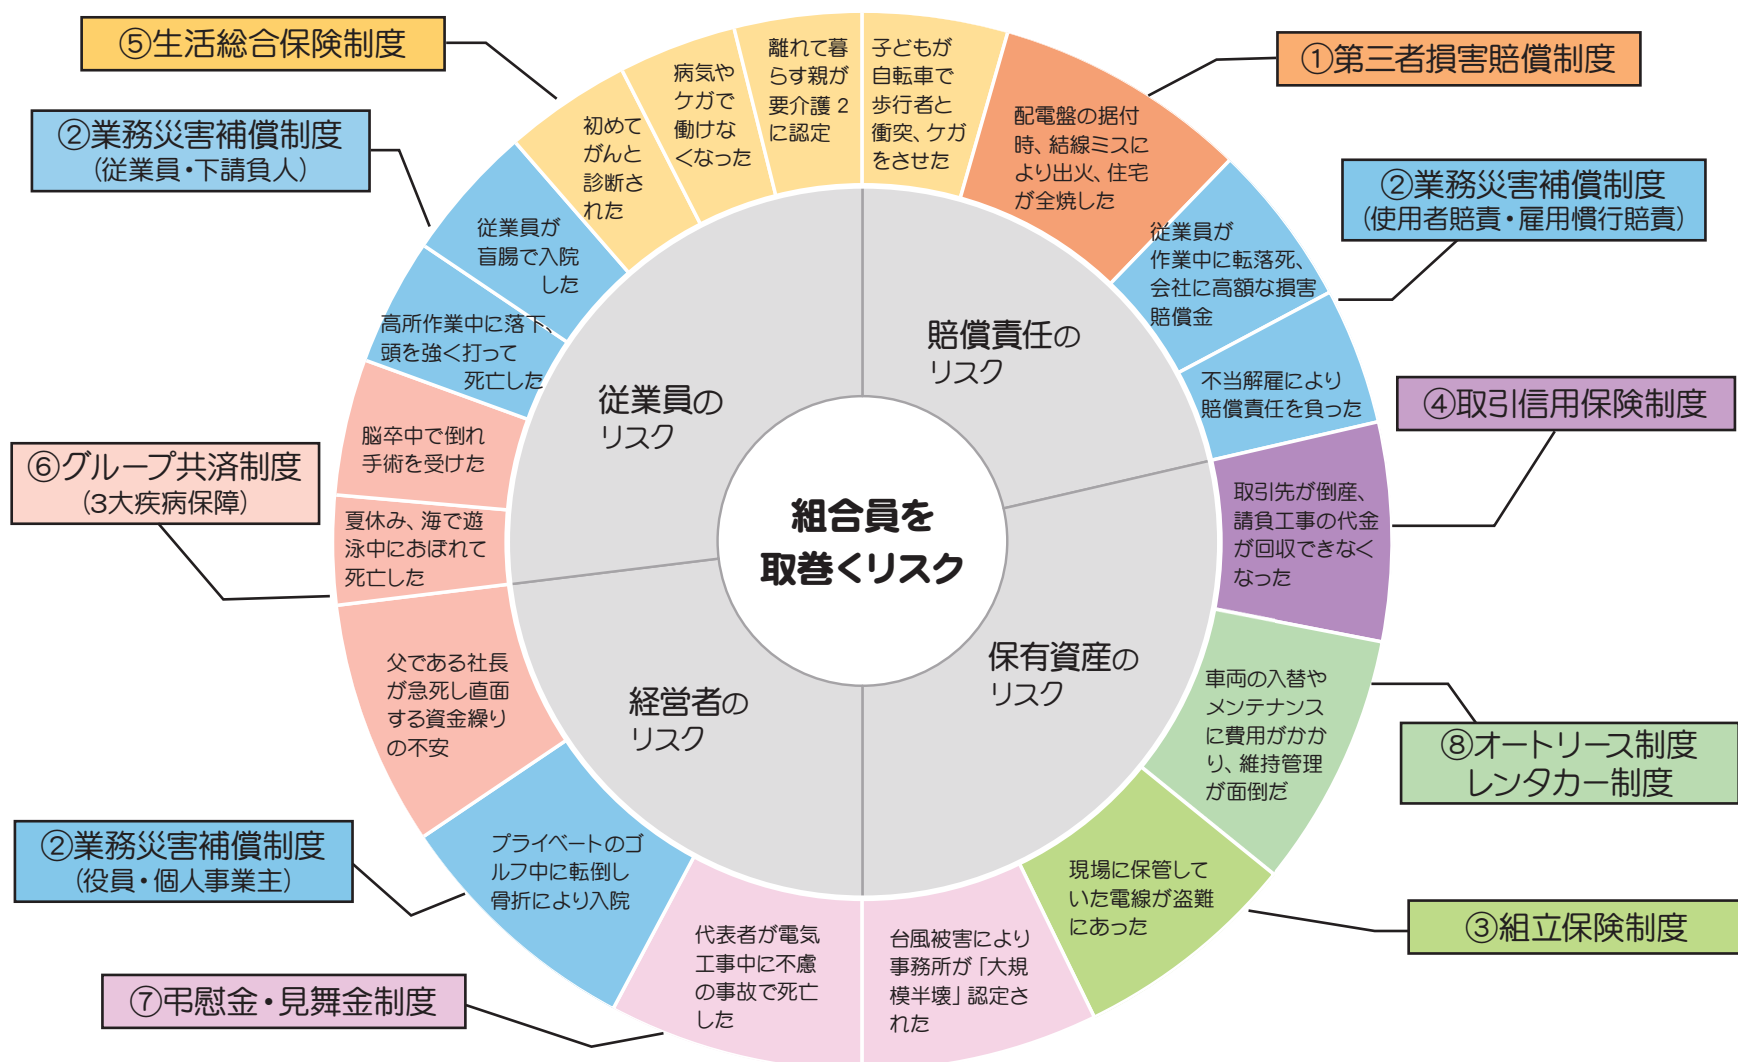 ⑤生活総合保険制度
②業務災害補償制度
(従業員・下請負人)
⑥グループ共済制度
(3大疾病保障)
②業務災害補償制度
(役員・個人事業主)
⑦弔慰金・見舞金制度
①第三者損害賠償制度
②業務災害補償制度
(使用者賠責・雇用慣行賠責)
④取引信用保険制度
⑧オートリース制度
レンタカー制度
③組立保険制度
子どもが
自転車で
歩行者と
衝突、ケガ
をさせた
配電盤の据付
時、結線ミスに
より出火、住宅
が全焼した
従業員が
作業中に転落死、
会社に高額な損害
賠償金
不当解雇により
賠償責任を負った
取引先が倒産、
請負工事の代金
が回収できなく
なった
車両の入替や
メンテナンス
に費用がかか
り、維持管理
が面倒だ
現場に保管して
いた電線が盗難
にあった
台風被害により
事務所が「大規
模半壊」認定さ
れた
代表者が電気
工事中に不慮
の事故で死亡
した
プライベートのゴ
ルフ中に転倒し
骨折により入院
父である社長
が急死し直面
する資金繰り
の不安
夏休み、海で遊
泳中におぼれて
死亡した
脳卒中で倒れ
手術を受けた
高所作業中に落下、
頭を強く打って
死亡した
従業員が
盲腸で入院
した
初めて
がんと
診断さ
れた
病気や
ケガで
働けな
くなった
離れて暮
らす親が
要介護2
に認定
従業員の
リスク
賠償責任の
リスク
保有資産の
リスク
経営者の
リスク
組合員を
取巻くリスク